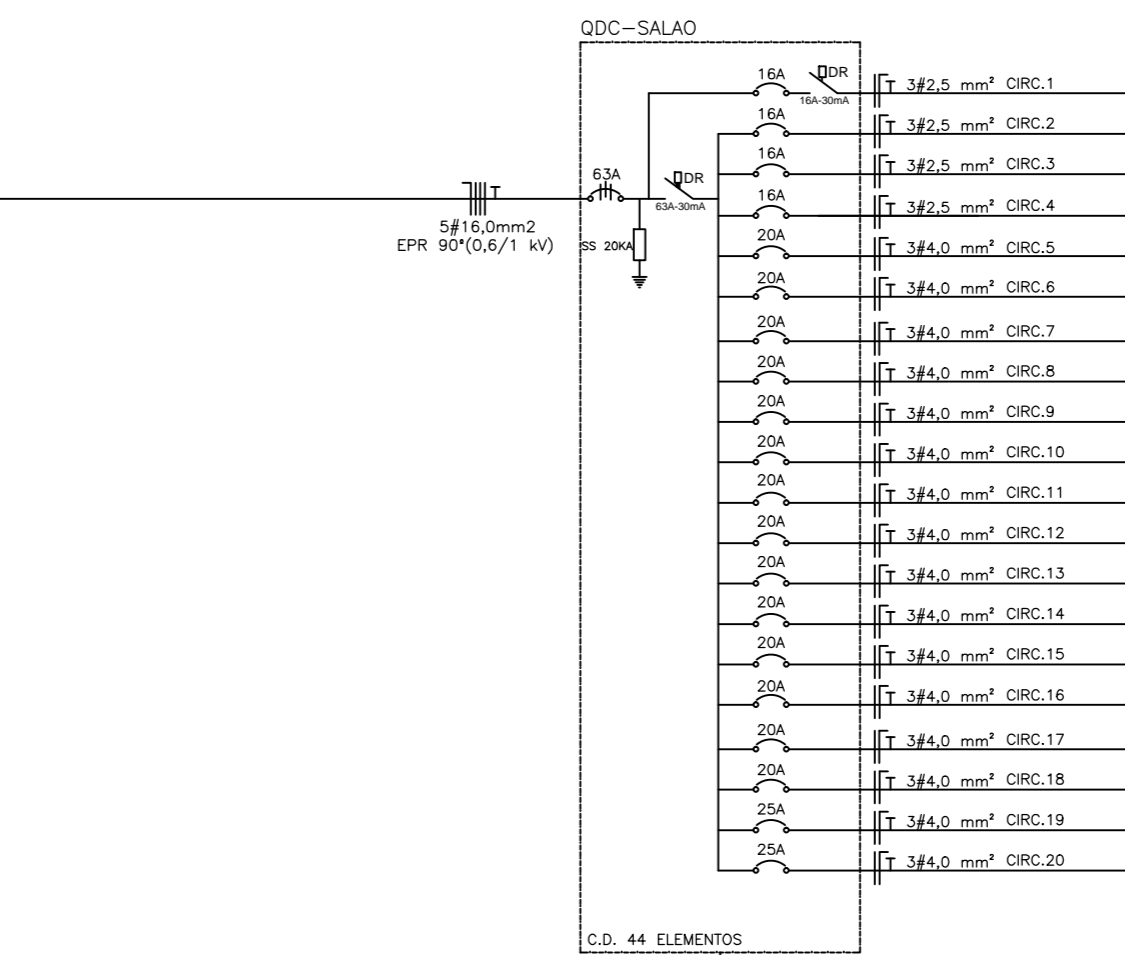 QDC-SALAO
16A DR
16A-30mA
T 3#2,5 mm² CIRC.1
16A
T 3#2,5 mm² CIRC.2
16A
T 3#2,5 mm² CIRC.3
63A
DR
63A-30mA
T
5#16,0mm2
EPR 90°(0,6/1 kV)
SS 20KA
16A
T 3#2,5 mm² CIRC.4
20A
T 3#4,0 mm² CIRC.5
20A
T 3#4,0 mm² CIRC.6
20A
T 3#4,0 mm² CIRC.7
20A
T 3#4,0 mm² CIRC.8
20A
T 3#4,0 mm² CIRC.9
20A
T 3#4,0 mm² CIRC.10
20A
T 3#4,0 mm² CIRC.11
20A
T 3#4,0 mm² CIRC.12
20A
T 3#4,0 mm² CIRC.13
20A
T 3#4,0 mm² CIRC.14
20A
T 3#4,0 mm² CIRC.15
20A
T 3#4,0 mm² CIRC.16
20A
T 3#4,0 mm² CIRC.17
20A
T 3#4,0 mm² CIRC.18
25A
T 3#4,0 mm² CIRC.19
25A
T 3#4,0 mm² CIRC.20
C.D. 44 ELEMENTOS